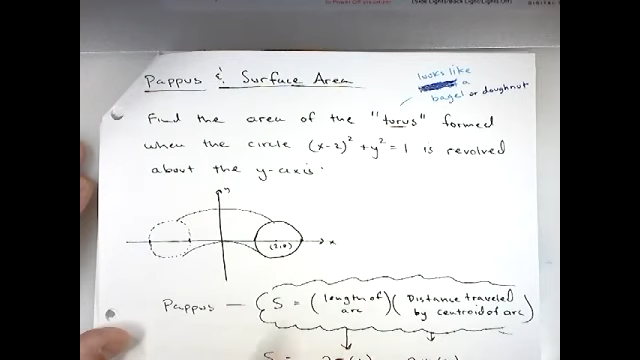 Pappus & Surface Area
looks like
a
bagel or doughnut
Find the area of the "torus" formed
when the circle (x-2)² + y² = 1 is revolved
about the y-axis:
y
x
(2,0)
Pappus — S = (length of arc) (Distance traveled by centroid of arc)
S =